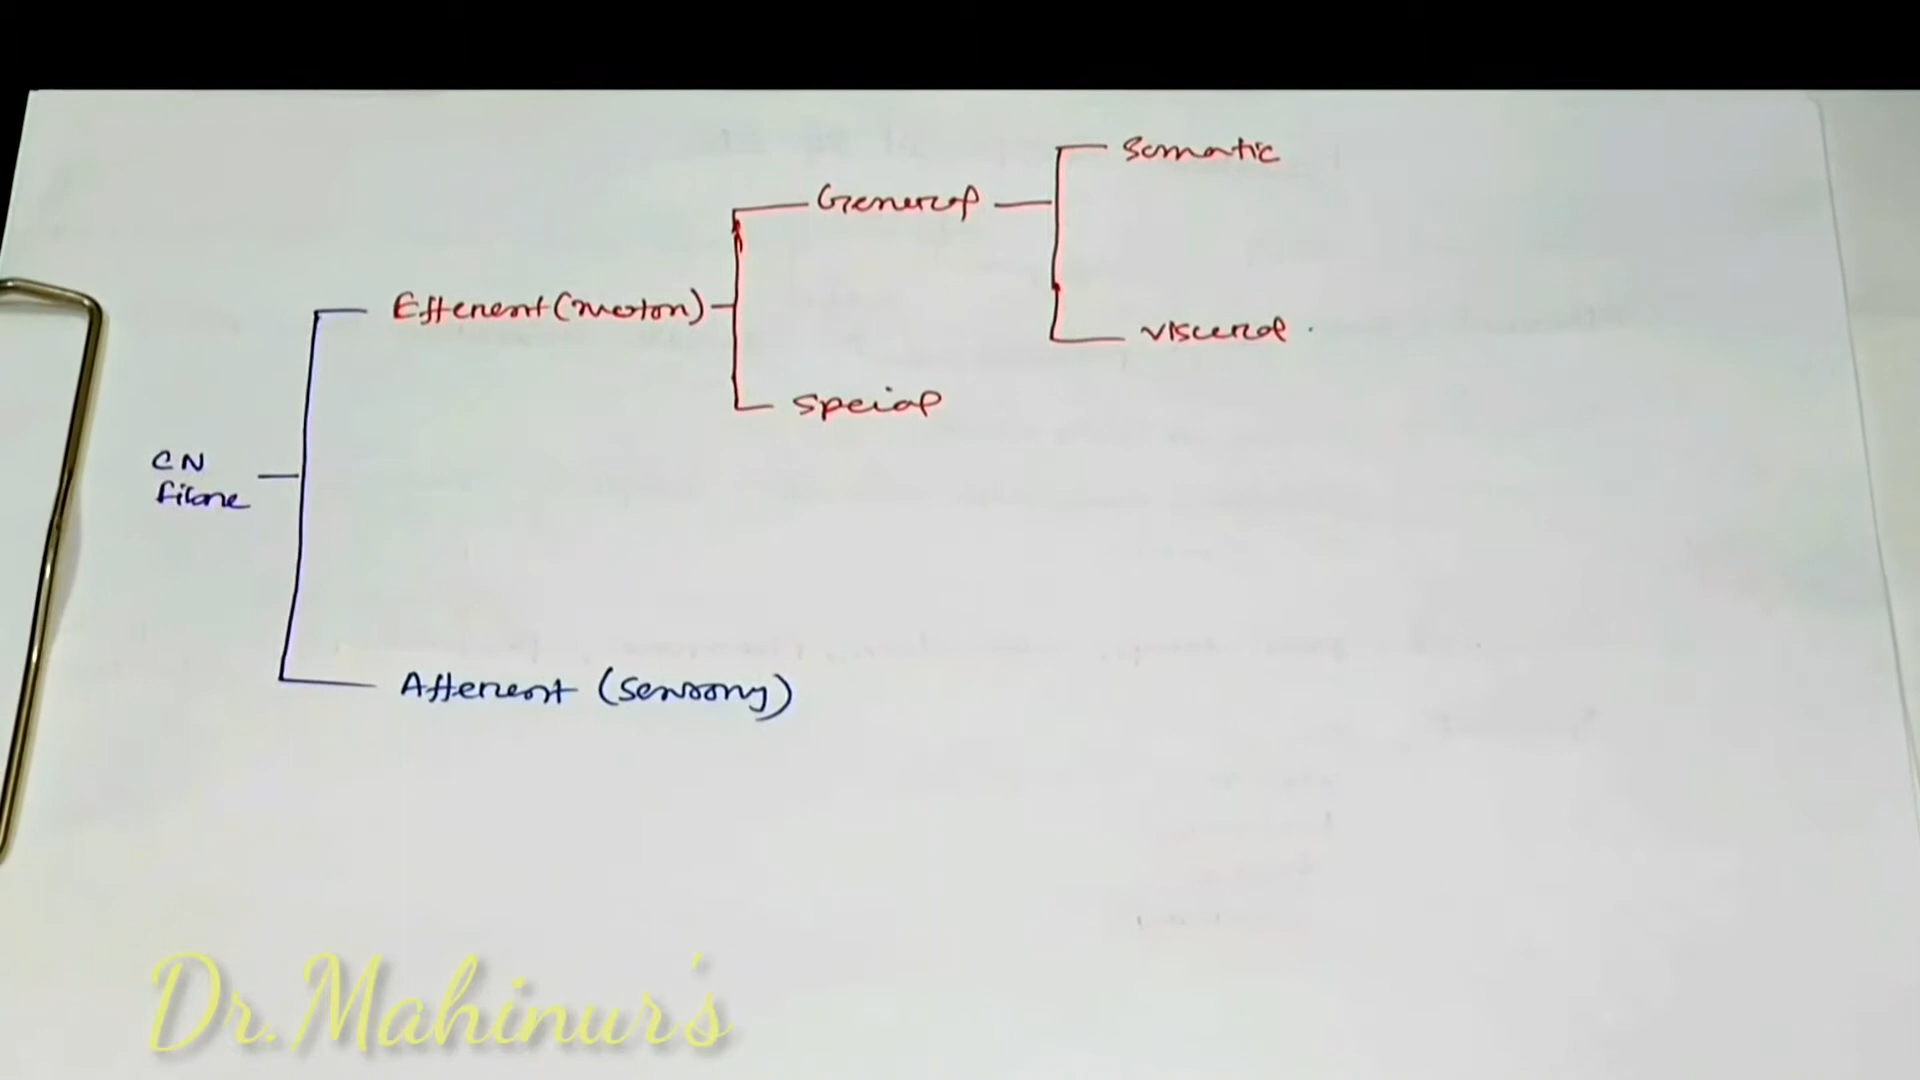 Somatic
General
Efferent (motor)
visceral
Special
CN
fibre
Afferent (sensory)
Dr.Mahinur's